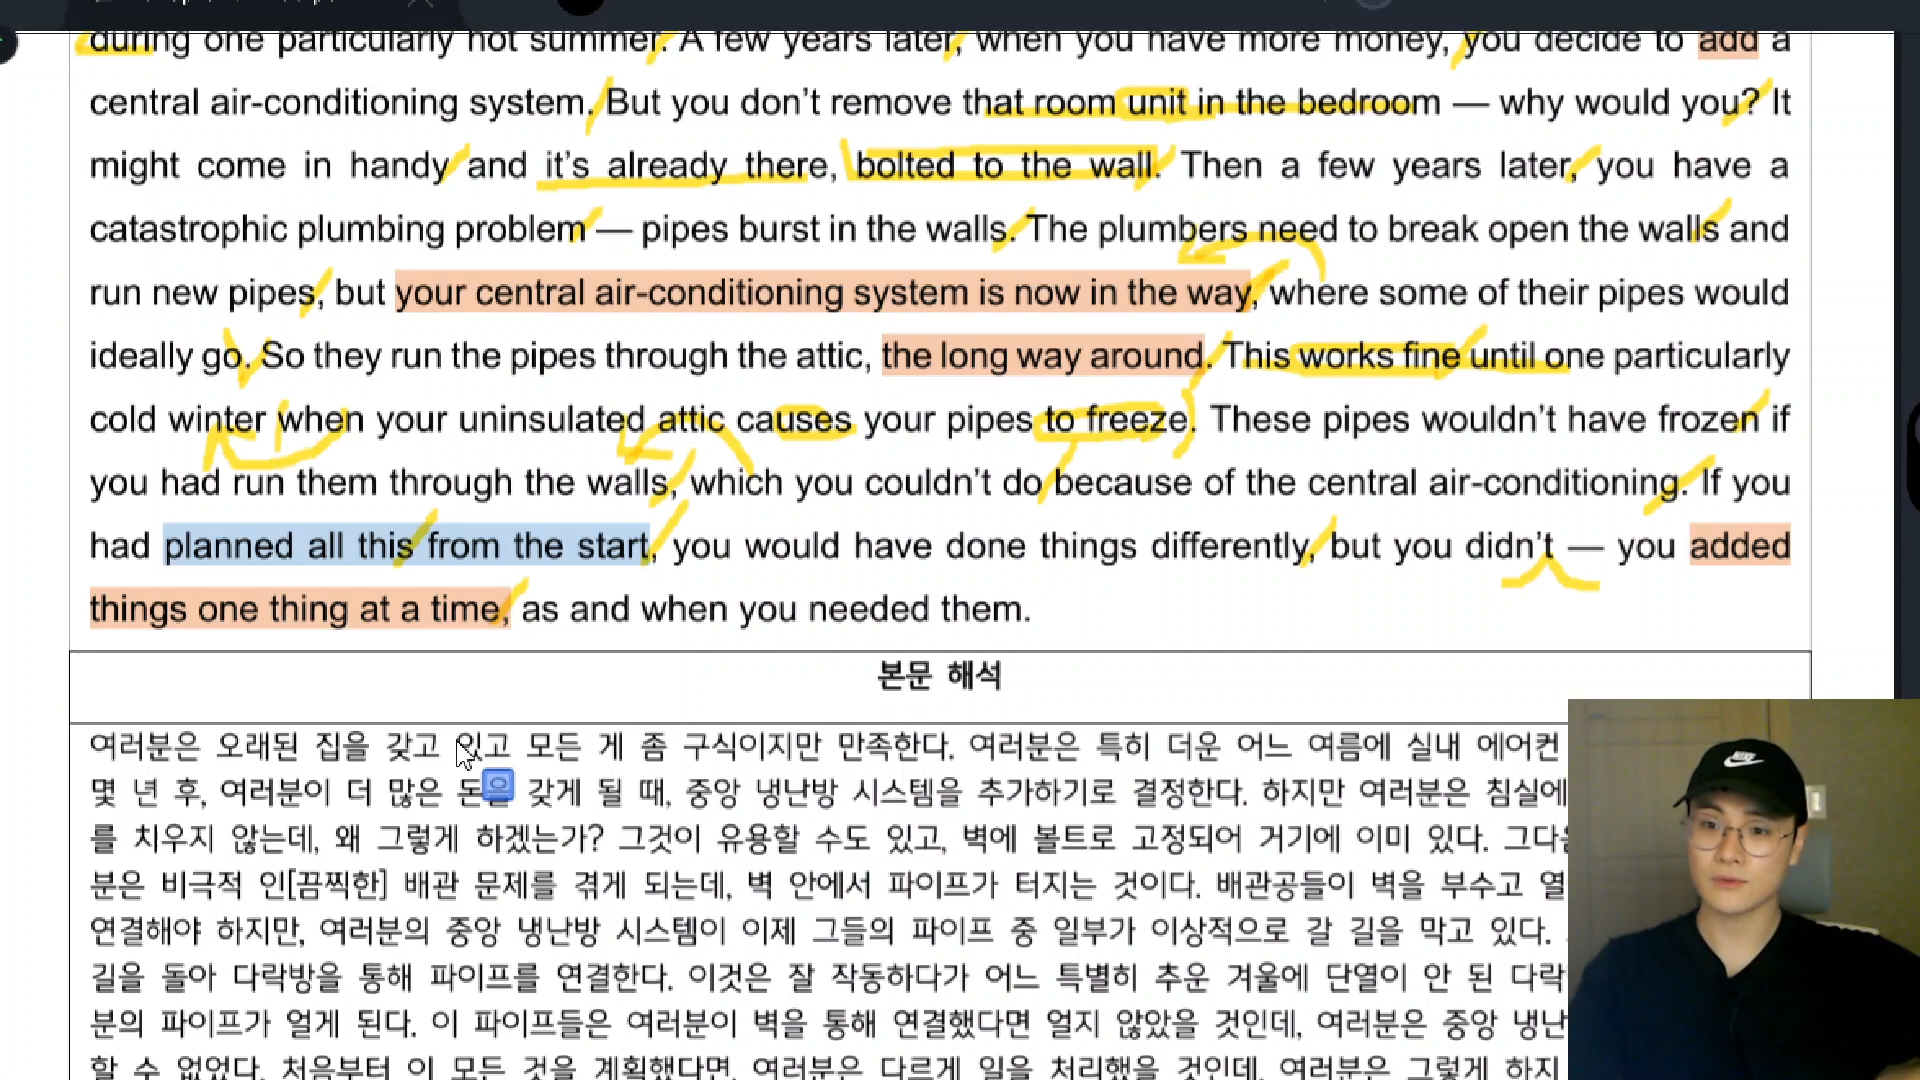 during one particularly hot summer. A few years later, when you have more money, you decide to add a
central air-conditioning system. But you don't remove that room unit in the bedroom — why would you? It
might come in handy and it's already there, bolted to the wall. Then a few years later, you have a
catastrophic plumbing problem — pipes burst in the walls. The plumbers need to break open the walls and
run new pipes, but your central air-conditioning system is now in the way, where some of their pipes would
ideally go. So they run the pipes through the attic, the long way around. This works fine until one particularly
cold winter when your uninsulated attic causes your pipes to freeze. These pipes wouldn't have frozen if
you had run them through the walls, which you couldn't do because of the central air-conditioning. If you
had planned all this from the start, you would have done things differently, but you didn't — you added
things one thing at a time, as and when you needed them.
본문 해석
여러분은 오래된 집을 갖고 있고 모든 게 좀 구식이지만 만족한다. 여러분은 특히 더운 어느 여름에 실내 에어컨
몇 년 후, 여러분이 더 많은 돈 갖게 될 때, 중앙 냉난방 시스템을 추가하기로 결정한다. 하지만 여러분은 침실에
를 치우지 않는데, 왜 그렇게 하겠는가? 그것이 유용할 수도 있고, 벽에 볼트로 고정되어 거기에 이미 있다.
분은 비극적 인[끔찍한] 배관 문제를 겪게 되는데, 벽 안에서 파이프가 터지는 것이다. 배관공들이 벽을 부수고 열
연결해야 하지만, 여러분의 중앙 냉난방 시스템이 이제 그들의 파이프 중 일부가 이상적으로 갈 길을 막고 있다.
길을 돌아 다락방을 통해 파이프를 연결한다. 이것은 잘 작동하다가 어느 특별히 추운 겨울에 단열이 안 된 다락
분의 파이프가 얼게 된다. 이 파이프들은 여러분이 벽을 통해 연결했다면 얼지 않았을 것인데, 여러분은 중앙 냉난
할 수 없었다. 처음부터 이 모든 것을 계획했다면, 여러분은 다르게 일을 처리했을 것인데, 여러분은 그렇게 하지